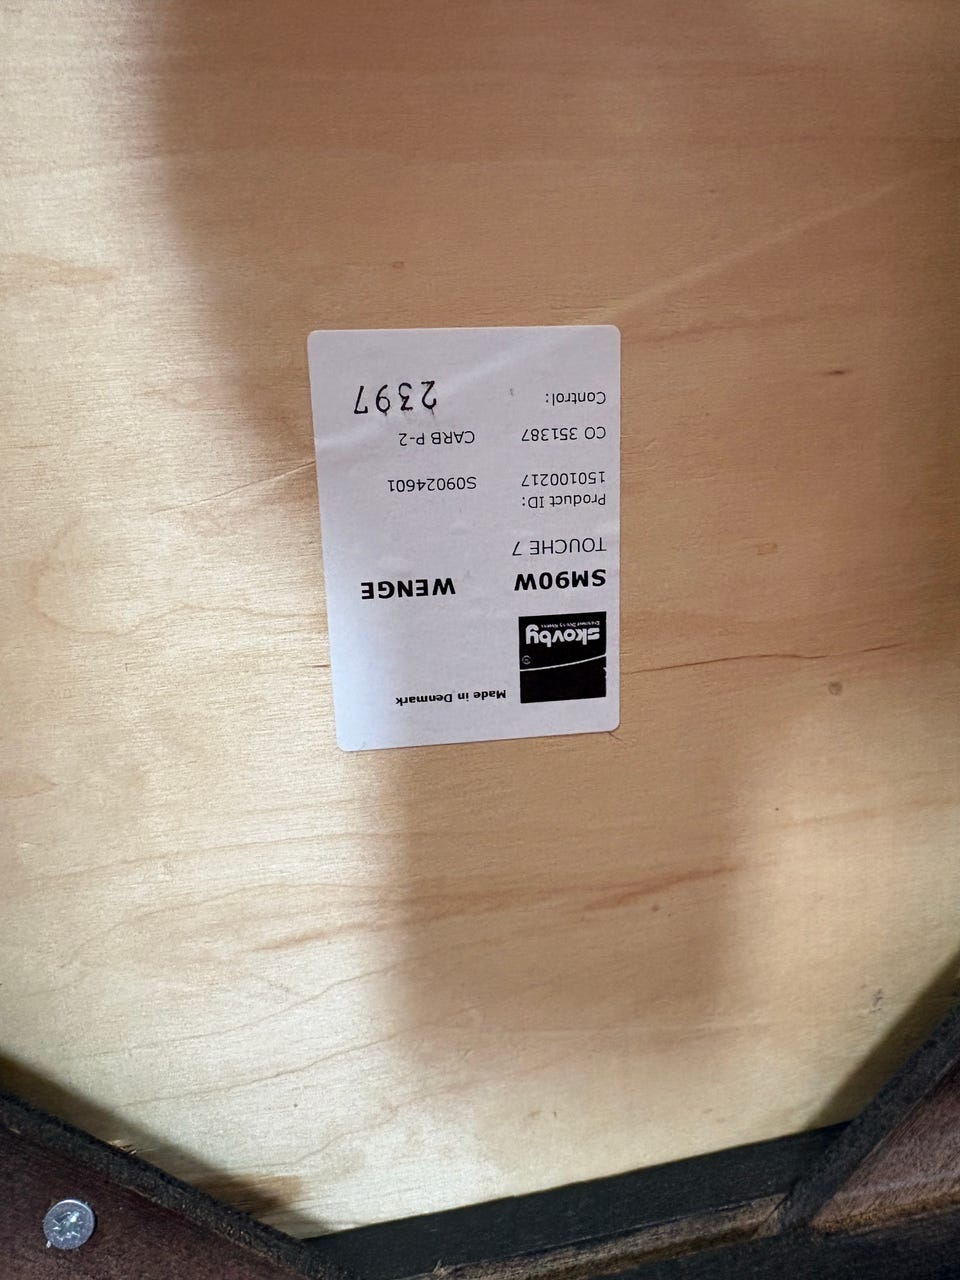 Made in Denmark
skovby
SM90W WENGE
TOUCHE 7
Product ID:
150100217 S09024601
CO 351387 CARB P-2
Control: 2397